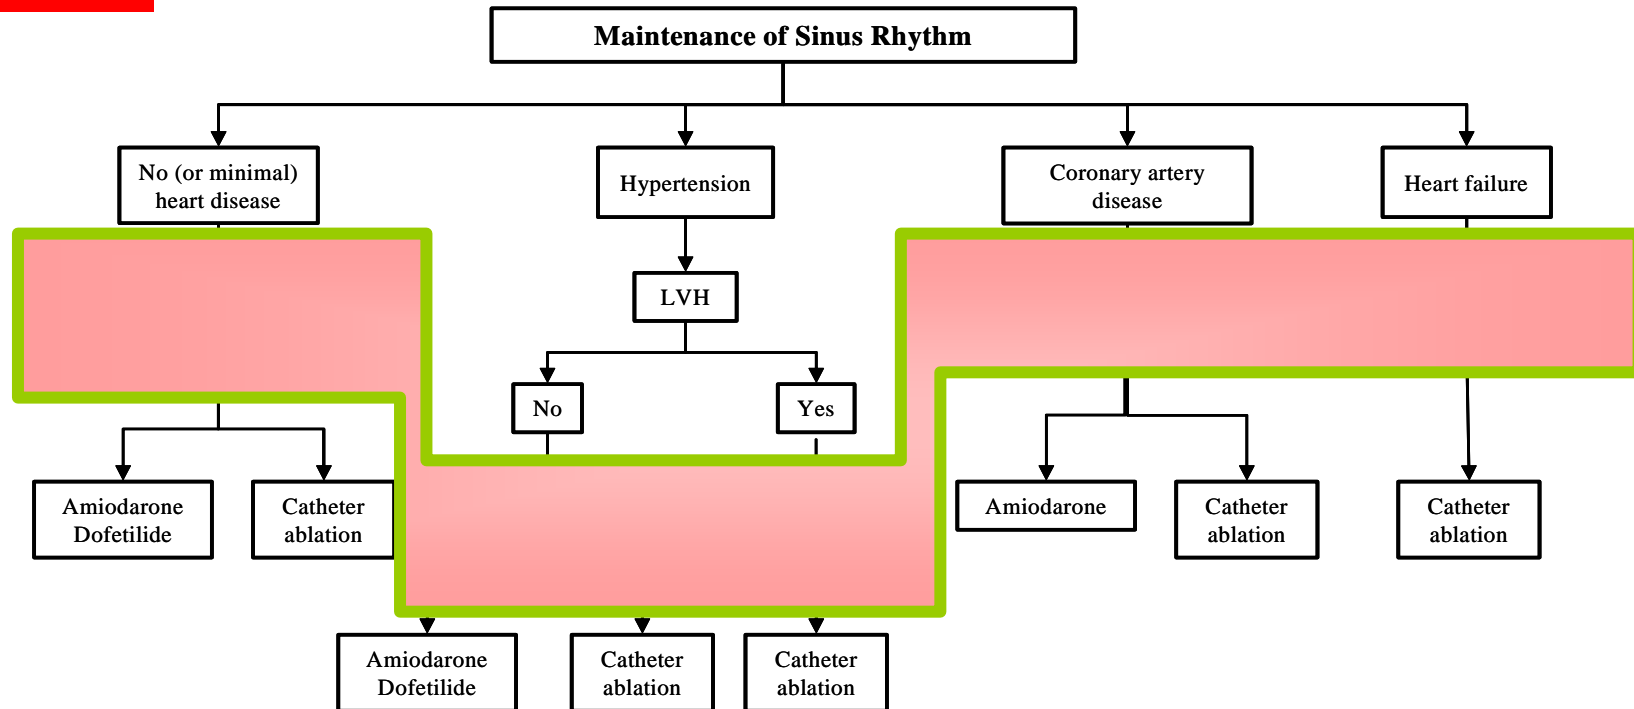 Maintenance of Sinus Rhythm
No (or minimal)
heart disease
Hypertension
Coronary artery
disease
Heart failure
LVH
No
Yes
Amiodarone
Dofetilide
Catheter
ablation
Amiodarone
Catheter
ablation
Catheter
ablation
Amiodarone
Dofetilide
Catheter
ablation
Catheter
ablation